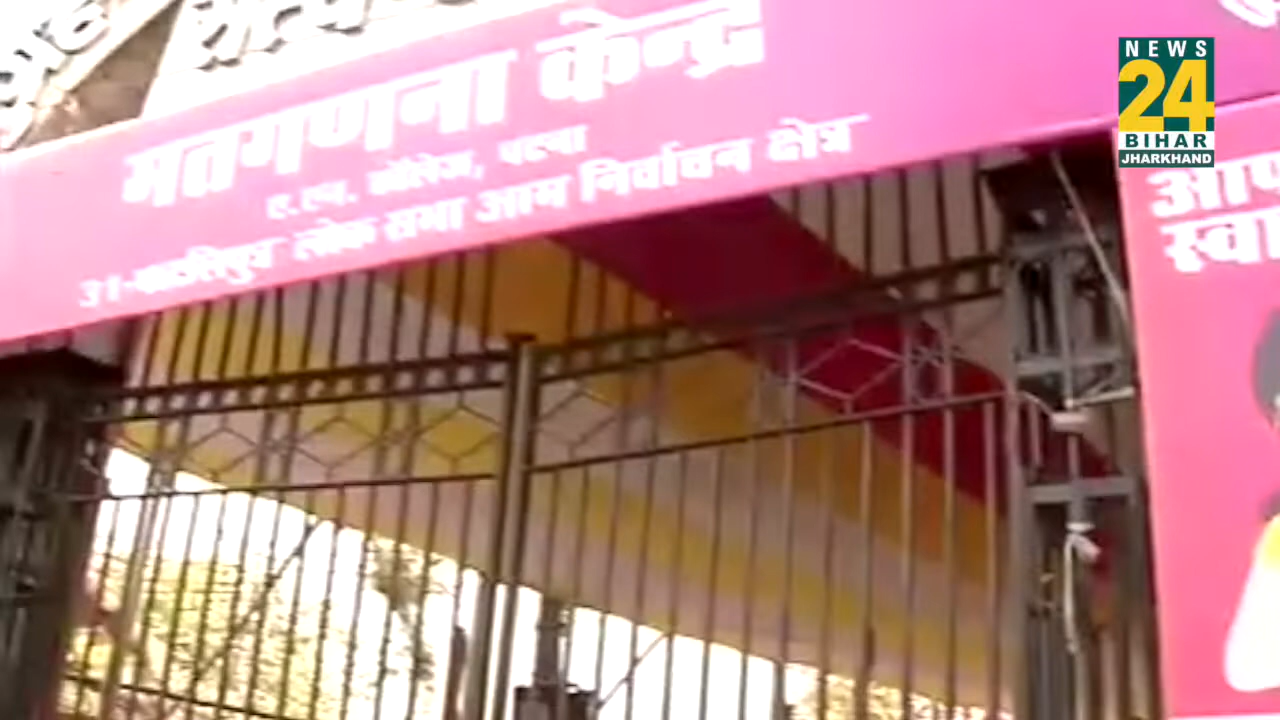 मतगणना केन्द्र
ए.एन. कॉलेज, पटना
31-पाटलिपुत्र लोक सभा आम निर्वाचन क्षेत्र
NEWS
24
BIHAR
JHARKHAND